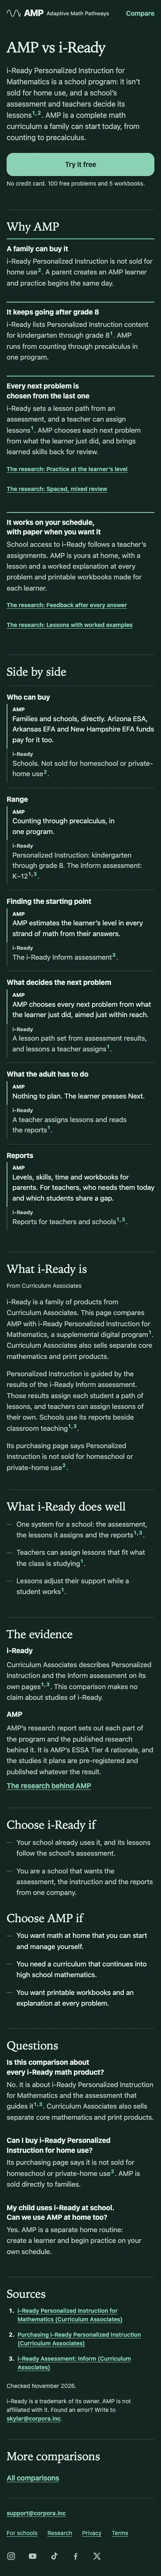 AMP Adaptive Math Pathways Compare
AMP vs i-Ready
i-Ready Personalized Instruction for
Mathematics is a school program: it isn't
sold for home use, and a school's
assessment and teachers decide its
lessons1,2. AMP is a complete math
curriculum a family can start today, from
counting to precalculus.
Try it free
No credit card. 100 free problems and 5 workbooks.
Why AMP
A family can buy it
i-Ready Personalized Instruction is not sold for
home use2. A parent creates an AMP learner
and practice begins the same day.
It keeps going after grade 8
i-Ready lists Personalized Instruction content
for kindergarten through grade 81. AMP
runs from counting through precalculus in
one program.
Every next problem is
chosen from the last one
i-Ready sets a lesson path from an
assessment, and a teacher can assign
lessons1. AMP chooses each next problem
from what the learner just did, and brings
earlier skills back for review.
The research: Practice at the learner's level
The research: Spaced, mixed review
It works on your schedule,
with paper when you want it
School access to i-Ready follows a teacher's
assignments. AMP is yours at home, with a
lesson and a worked explanation at every
problem and printable workbooks made for
each learner.
The research: Feedback after every answer
The research: Lessons with worked examples
Side by side
Who can buy
AMP
Families and schools, directly. Arizona ESA,
Arkansas EFA and New Hampshire EFA funds
pay for it too.
i-Ready
Schools. Not sold for homeschool or private-
home use2.
Range
AMP
Counting through precalculus, in
one program.
i-Ready
Personalized Instruction: kindergarten
through grade 8. The Inform assessment:
K–121,3.
Finding the starting point
AMP
AMP estimates the learner's level in every
strand of math from their answers.
i-Ready
The i-Ready Inform assessment3.
What decides the next problem
AMP
AMP chooses every next problem from what
the learner just did, aimed just within reach.
i-Ready
A lesson path set from assessment results,
and lessons a teacher assigns1.
What the adult has to do
AMP
Nothing to plan. The learner presses Next.
i-Ready
A teacher assigns lessons and reads
the reports1.
Reports
AMP
Levels, skills, time and workbooks for
parents. For teachers, who needs them today
and which students share a gap.
i-Ready
Reports for teachers and schools1,3.
What i-Ready is
From Curriculum Associates
i-Ready is a family of products from
Curriculum Associates. This page compares
AMP with i-Ready Personalized Instruction for
Mathematics, a supplemental digital program1.
Curriculum Associates also sells separate core
mathematics and print products.
Personalized Instruction is guided by the
results of the i-Ready Inform assessment.
Those results assign each student a path of
lessons, and teachers can assign lessons of
their own. Schools use its reports beside
classroom teaching1,3.
Its purchasing page says Personalized
Instruction is not sold for homeschool or
private-home use2.
What i-Ready does well
— One system for a school: the assessment,
the lessons it assigns and the reports1,3.
— Teachers can assign lessons that fit what
the class is studying1.
— Lessons adjust their support while a
student works1.
The evidence
i-Ready
Curriculum Associates describes Personalized
Instruction and the Inform assessment on its
own pages1,3. This comparison makes no
claim about studies of i-Ready.
AMP
AMP's research report sets out each part of
the program and the published research
behind it. It is AMP's ESSA Tier 4 rationale, and
the studies it plans are pre-registered and
published whatever the result.
The research behind AMP
Choose i-Ready if
— Your school already uses it, and its lessons
follow the school's assessment.
— You are a school that wants the
assessment, the instruction and the reports
from one company.
Choose AMP if
— You want math at home that you can start
and manage yourself.
— You need a curriculum that continues into
high school mathematics.
— You want printable workbooks and an
explanation at every problem.
Questions
Is this comparison about
every i-Ready math product?
No. It is about i-Ready Personalized Instruction
for Mathematics and the assessment that
guides it1,3. Curriculum Associates also sells
separate core mathematics and print products.
Can I buy i-Ready Personalized
Instruction for home use?
Its purchasing page says it is not sold for
homeschool or private-home use2. AMP is
sold directly to families.
My child uses i-Ready at school.
Can we use AMP at home too?
Yes. AMP is a separate home routine:
create a learner and begin practice on your
own schedule.
Sources
1. i-Ready Personalized Instruction for
Mathematics (Curriculum Associates)
2. Purchasing i-Ready Personalized Instruction
(Curriculum Associates)
3. i-Ready Assessment: Inform (Curriculum
Associates)
Checked November 2026.
i-Ready is a trademark of its owner. AMP is not
affiliated with it. Found an error? Write to
skylar@corpora.inc.
More comparisons
All comparisons
support@corpora.inc
For schools Research Privacy Terms